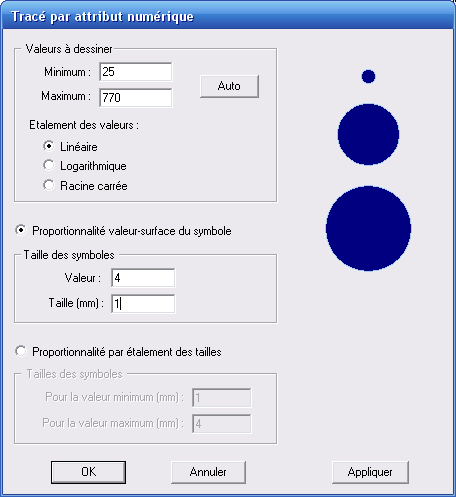 Tracé par attribut numérique
Valeurs à dessiner
Minimum : 25
Maximum : 770
Auto
Etalement des valeurs :
Linéaire
Logarithmique
Racine carrée
Proportionnalité valeur-surface du symbole
Taille des symboles
Valeur : 4
Taille (mm) : 1
Proportionnalité par étalement des tailles
Tailles des symboles
Pour la valeur minimum (mm) : 1
Pour la valeur maximum (mm) : 4
OK Annuler Appliquer